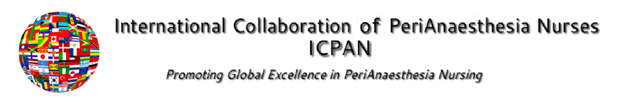 International Collaboration of PeriAnaesthesia Nurses
ICPAN
Promoting Global Excellence in PeriAnaesthesia Nursing